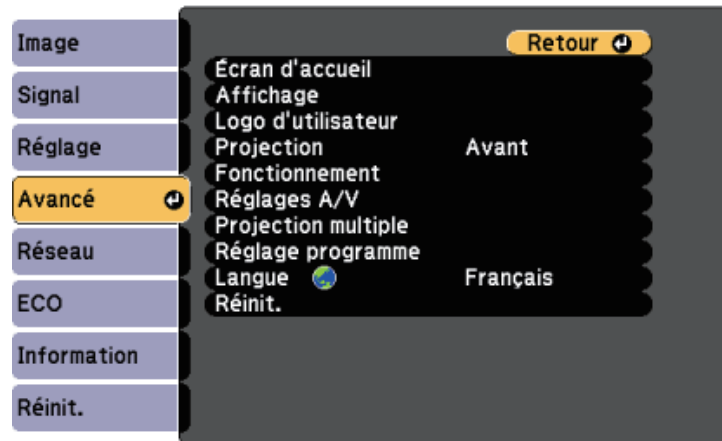 Image
Signal
Réglage
Avancé
Réseau
ECO
Information
Réinit.
Retour
Écran d'accueil
Affichage
Logo d'utilisateur
Projection Avant
Fonctionnement
Réglages A/V
Projection multiple
Réglage programme
Langue Français
Réinit.